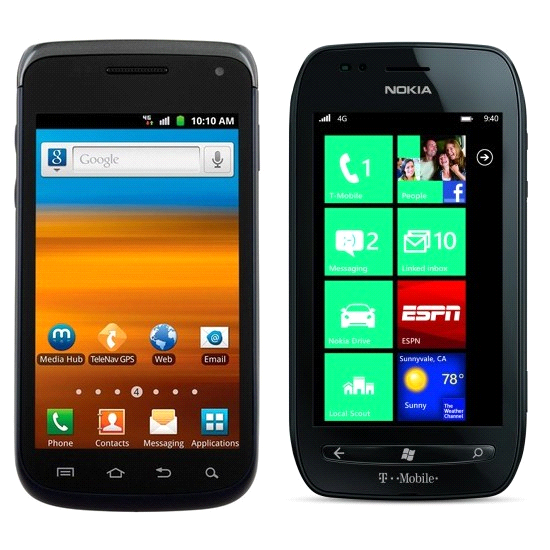 4G 10:10 AM
g Google
m
Media Hub TeleNav GPS Web Email
@
4
Phone Contacts Messaging Applications
NOKIA
4G 9:40
1
T-Mobile People f
:-) 2 10
Messaging Linked inbox
ESPN
Nokia Drive ESPN
Sunnyvale, CA
78°
Local Scout Sunny The Weather Channel
T··Mobile·